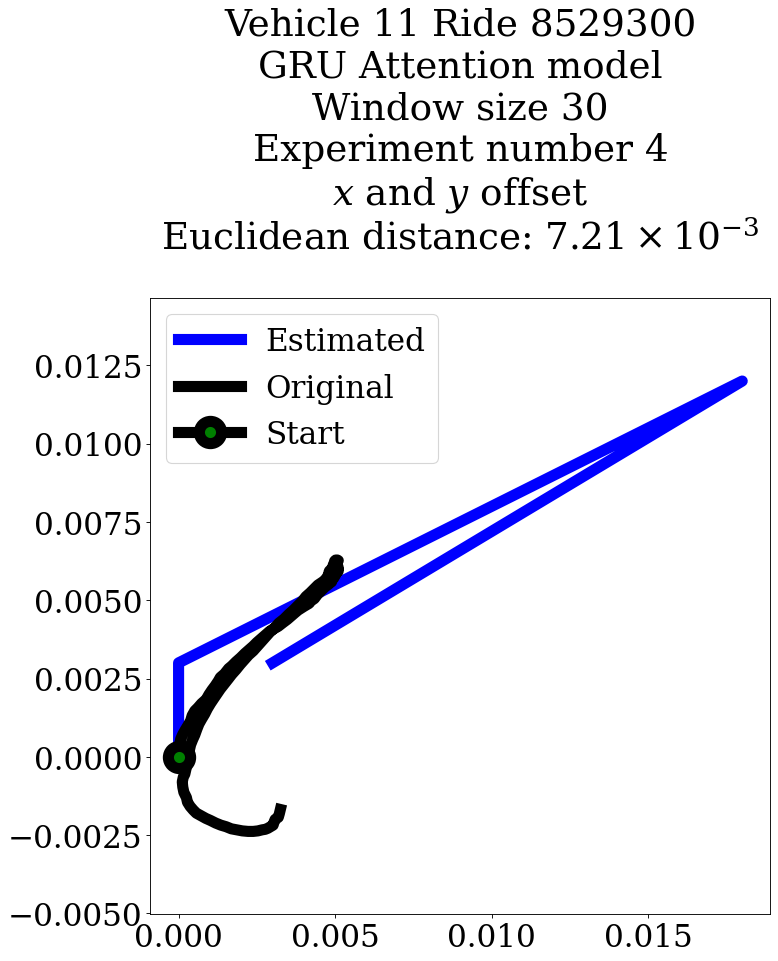 Vehicle 11 Ride 8529300
GRU Attention model
Window size 30
Experiment number 4
x and y offset
Euclidean distance: 7.21 × 10⁻³
Estimated
Original
Start
0.0125
0.0100
0.0075
0.0050
0.0025
0.0000
−0.0025
−0.0050
0.000 0.005 0.010 0.015